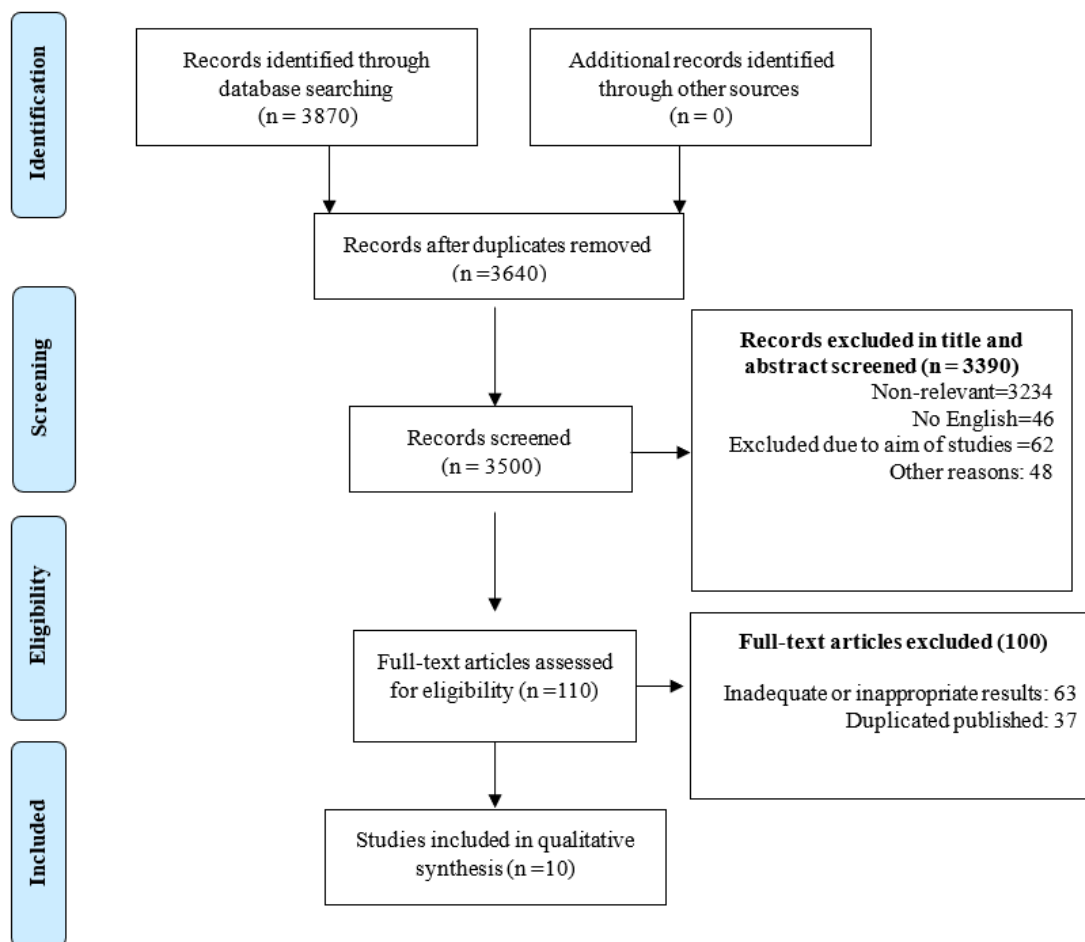 Identification
Records identified through
database searching
(n = 3870)
Additional records identified
through other sources
(n = 0)
Records after duplicates removed
(n =3640)
Screening
Records screened
(n = 3500)
Records excluded in title and
abstract screened (n = 3390)
Non-relevant=3234
No English=46
Excluded due to aim of studies =62
Other reasons: 48
Eligibility
Full-text articles assessed
for eligibility (n =110)
Full-text articles excluded (100)
Inadequate or inappropriate results: 63
Duplicated published: 37
Included
Studies included in qualitative
synthesis (n =10)